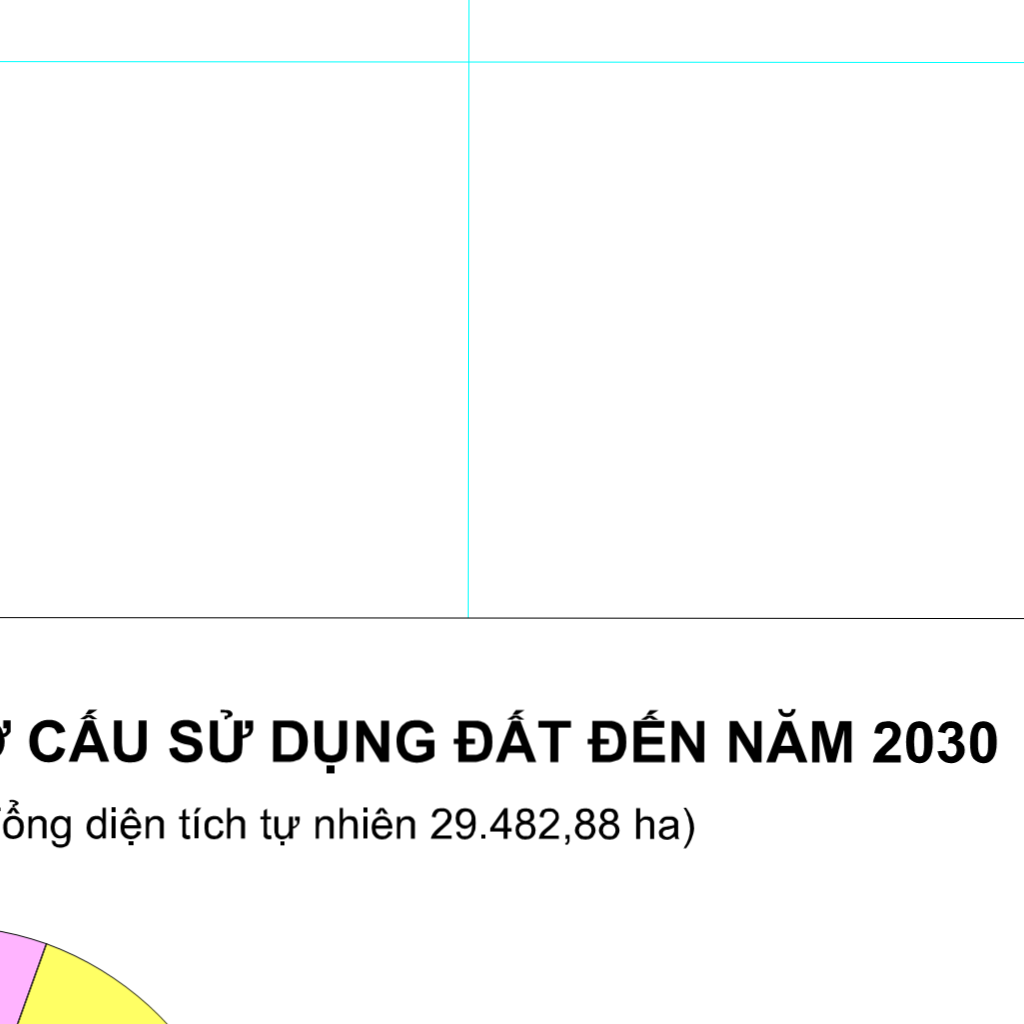 CẤU SỬ DỤNG ĐẤT ĐẾN NĂM 2030
diện tích tự nhiên 29.482,88 ha)